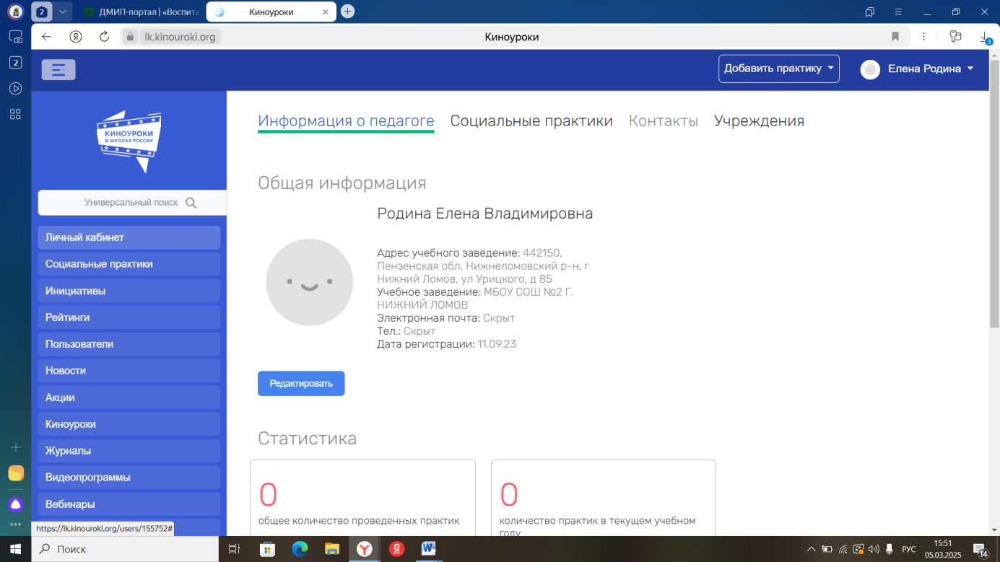 2
ДМИП-портал | «Воспита
Киноуроки
lk.kinouroki.org
Киноуроки
3
2
Добавить практику
Елена Родина
КИНОУРОКИ
В ШКОЛАХ РОССИИ
Универсальный поиск
Личный кабинет
Социальные практики
Инициативы
Рейтинги
Пользователи
Новости
Акции
Киноуроки
Журналы
Видеопрограммы
Вебинары
Информация о педагоге
Социальные практики
Контакты
Учреждения
Общая информация
Родина Елена Владимировна
Адрес учебного заведение: 442150,
Пензенская обл, Нижнеломовский р-н, г
Нижний Ломов, ул Урицкого, д 85
Учебное заведение: МБОУ СОШ №2 Г.
НИЖНИЙ ЛОМОВ
Электронная почта: Скрыт
Тел.: Скрыт
Дата регистрации: 11.09.23
Редактировать
Статистика
0
общее количество проведенных практик
0
количество практик в текущем учебном
году
https://lk.kinouroki.org/users/155752#
Поиск
РУС
15:51
05.03.2025
14